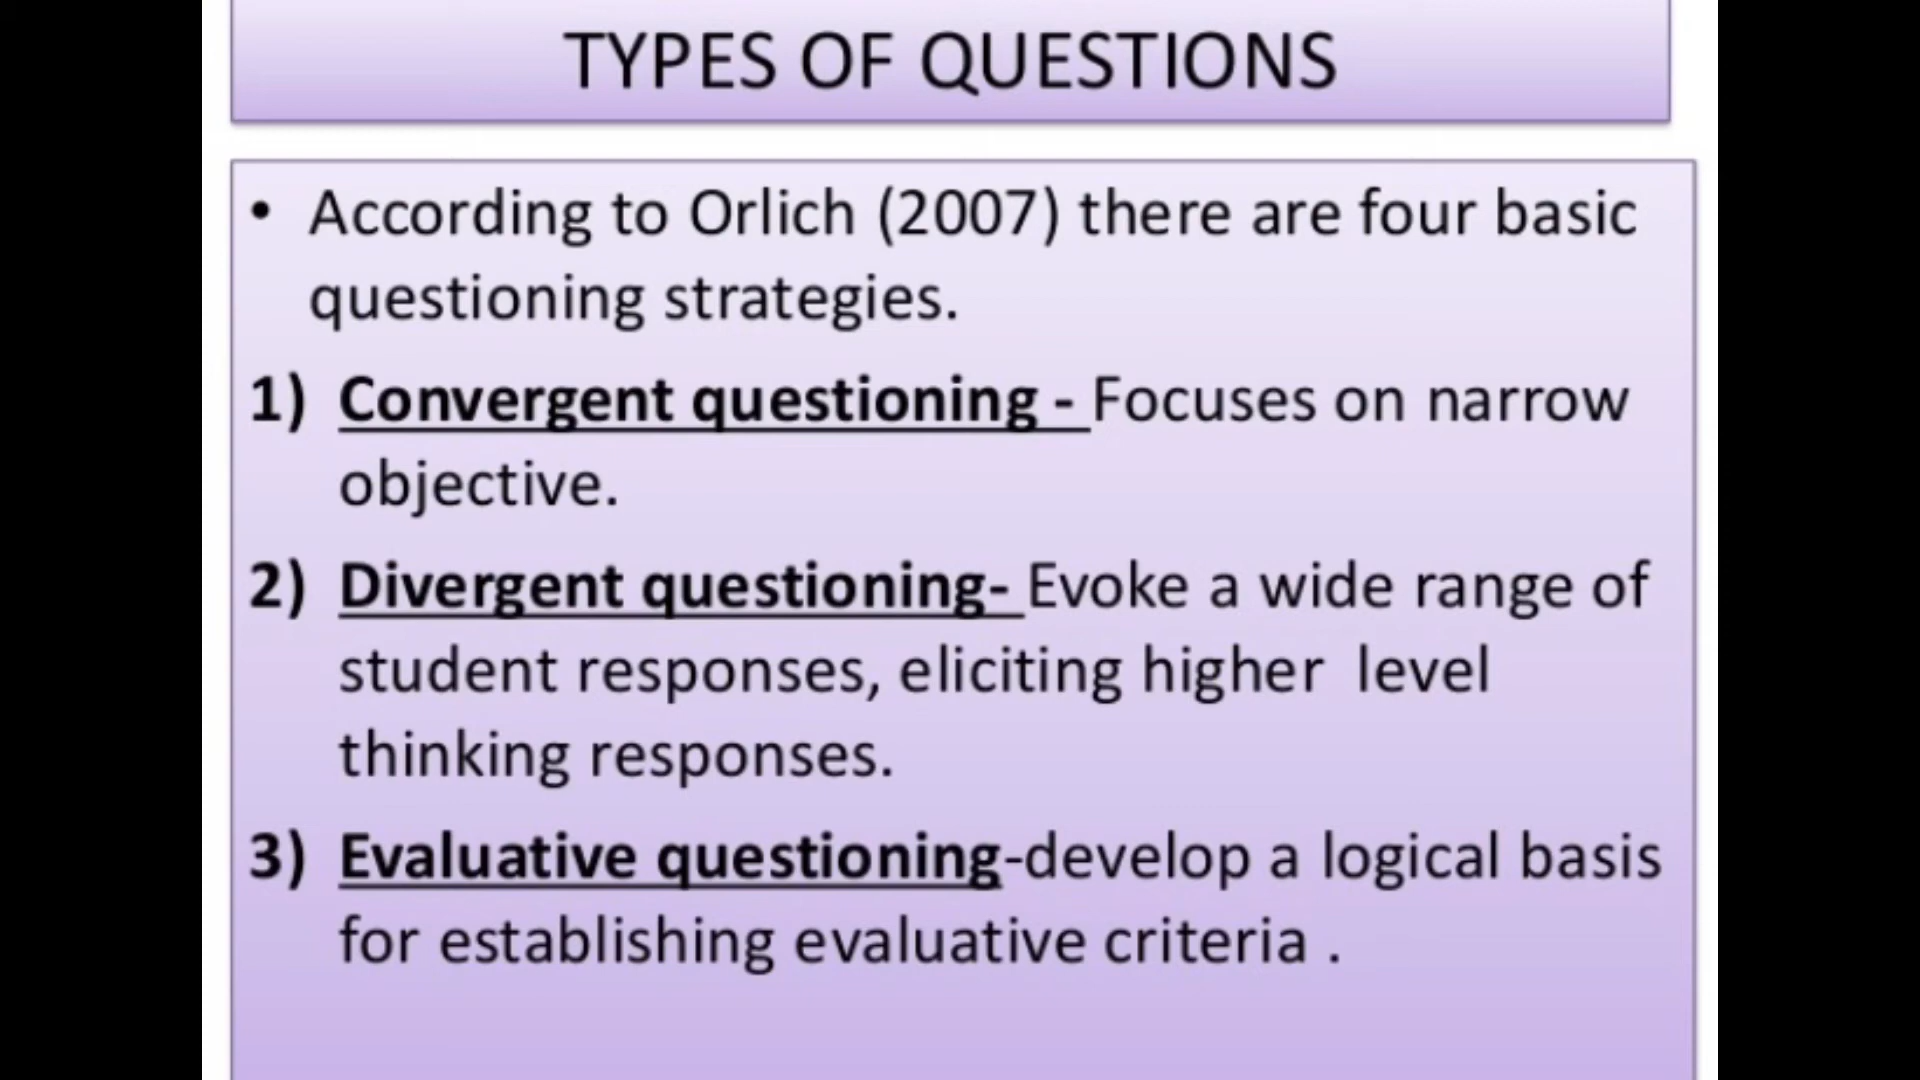 TYPES OF QUESTIONS
• According to Orlich (2007) there are four basic
questioning strategies.
1) Convergent questioning - Focuses on narrow
objective.
2) Divergent questioning- Evoke a wide range of
student responses, eliciting higher level
thinking responses.
3) Evaluative questioning-develop a logical basis
for establishing evaluative criteria .